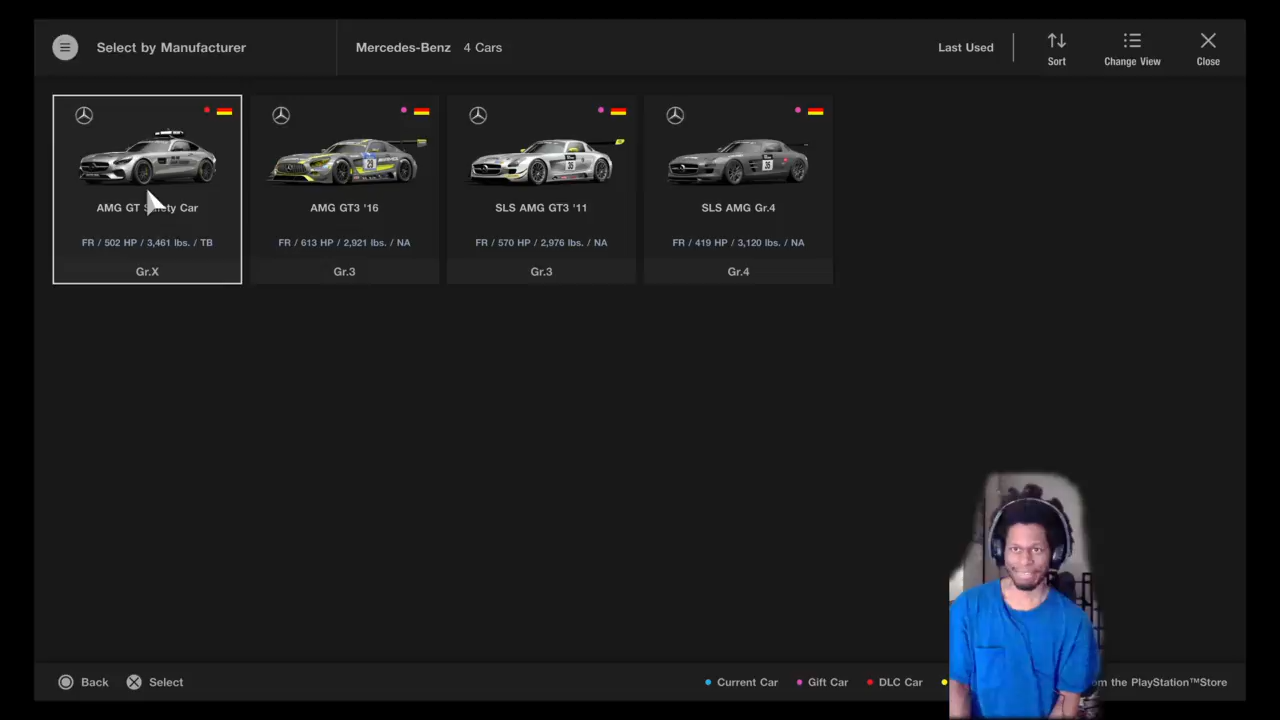 Select by Manufacturer
Mercedes-Benz 4 Cars
Last Used
Sort
Change View
Close
AMG GT Safety Car
FR / 502 HP / 3,461 lbs. / TB
Gr.X
AMG GT3 '16
FR / 613 HP / 2,921 lbs. / NA
Gr.3
SLS AMG GT3 '11
FR / 570 HP / 2,976 lbs. / NA
Gr.3
SLS AMG Gr.4
FR / 419 HP / 3,120 lbs. / NA
Gr.4
Back
Select
Current Car
Gift Car
DLC Car
the PlayStation™Store